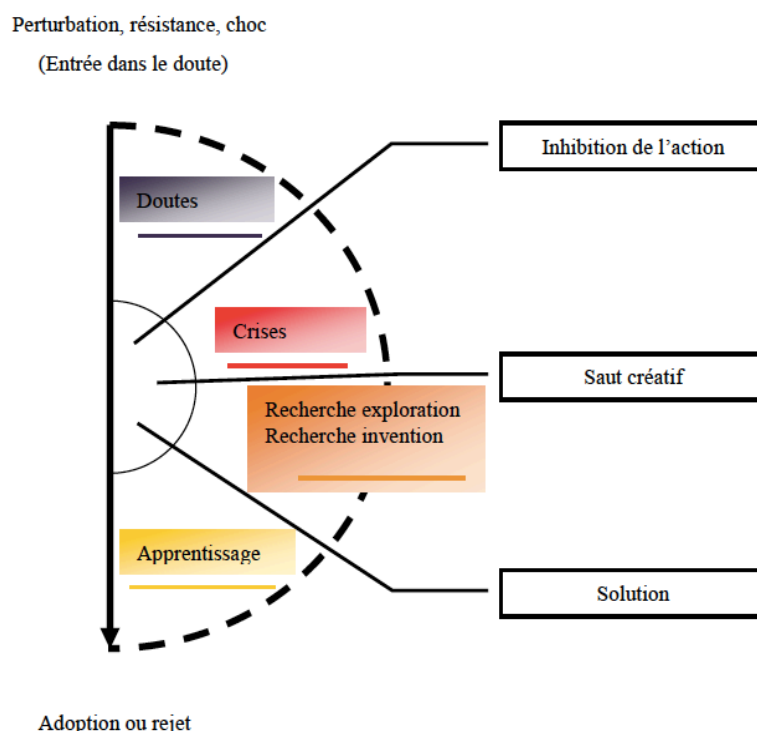 Perturbation, résistance, choc
(Entrée dans le doute)
Inhibition de l’action
Doutes
Crises
Saut créatif
Recherche exploration
Recherche invention
Apprentissage
Solution
Adoption ou rejet